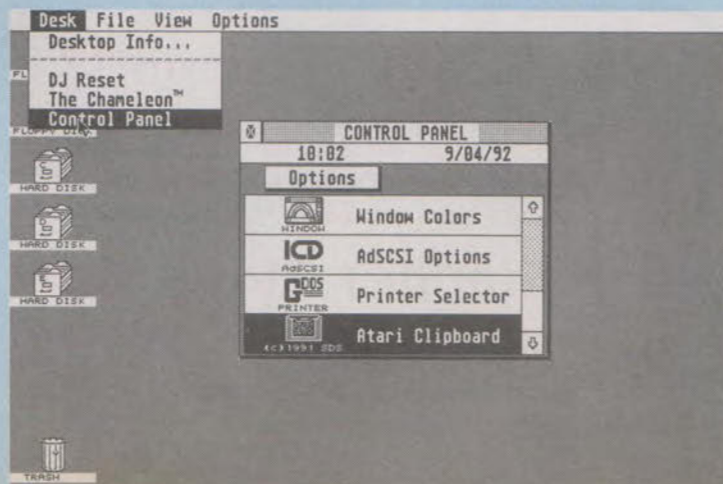 Desk File View Options
Desktop Info...
DJ Reset
The Chameleon™
Control Panel
FL
FLOPPY DISK
HARD DISK
HARD DISK
HARD DISK
TRASH
CONTROL PANEL
10:02 9/04/92
Options
WINDOW Window Colors
ICD AdSCSI AdSCSI Options
GDOS PRINTER Printer Selector
(C)1991 SDS Atari Clipboard